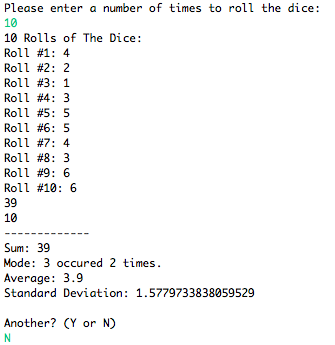 Please enter a number of times to roll the dice:
10
10 Rolls of The Dice:
Roll #1: 4
Roll #2: 2
Roll #3: 1
Roll #4: 3
Roll #5: 5
Roll #6: 5
Roll #7: 4
Roll #8: 3
Roll #9: 6
Roll #10: 6
39
10
-------------
Sum: 39
Mode: 3 occured 2 times.
Average: 3.9
Standard Deviation: 1.5779733838059529

Another? (Y or N)
N